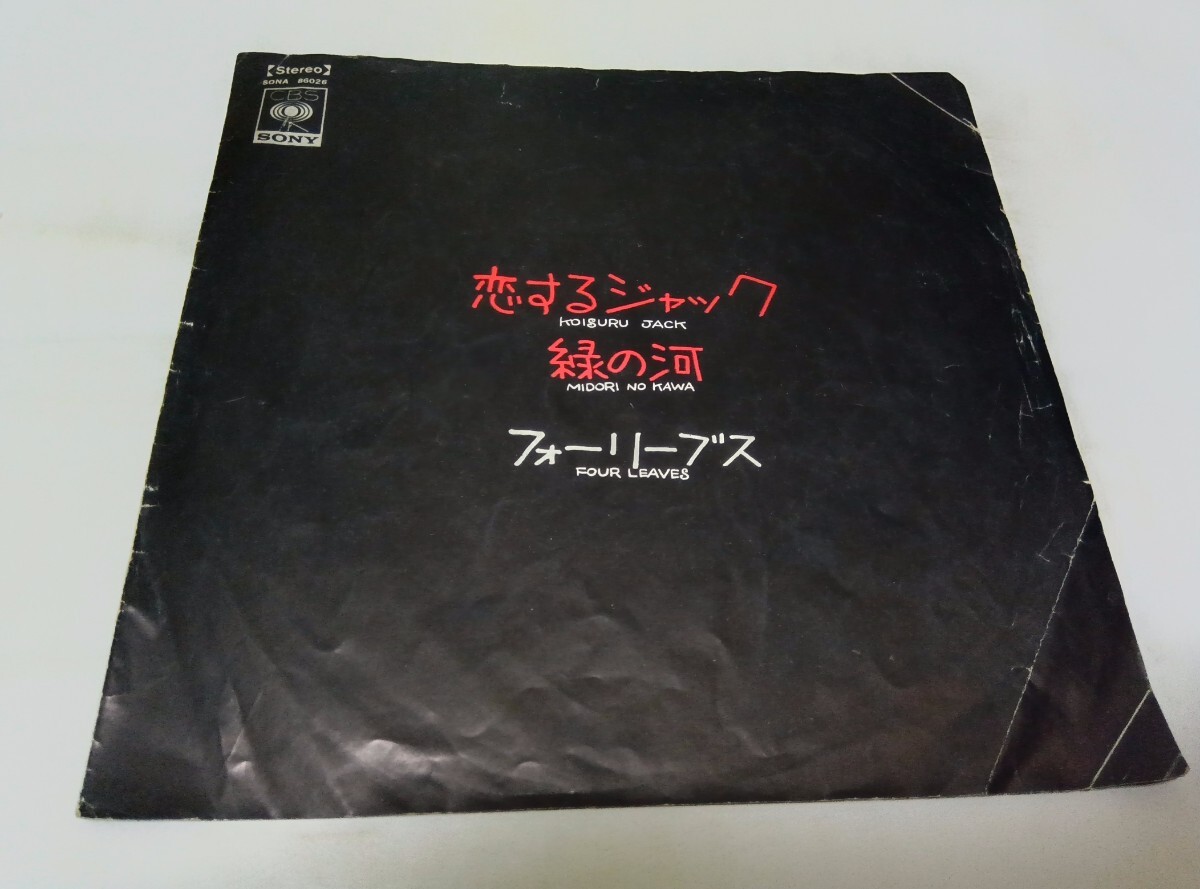 【Stereo】
SONA 86026
CBS
SONY
恋するジャック
KOISURU JACK
緑の河
MIDORI NO KAWA
フォーリーブス
FOUR LEAVES